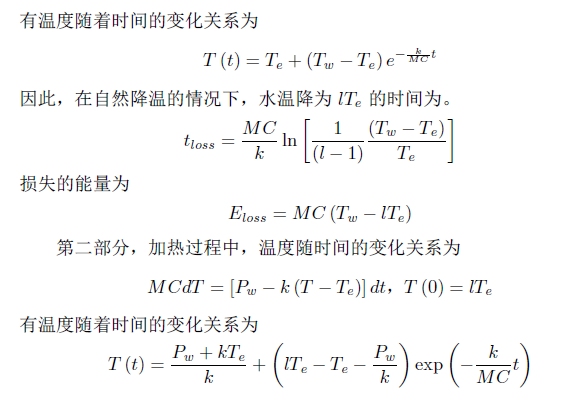 有温度随着时间的变化关系为
T (t) = T_e + (T_w − T_e) e^{−\frac{k}{MC}t}
因此，在自然降温的情况下，水温降为 lT_e 的时间为。
t_{loss} = \frac{MC}{k} \ln \left[ \frac{1}{(l − 1)} \frac{(T_w − T_e)}{T_e} \right]
损失的能量为
E_{loss} = MC (T_w − lT_e)
第二部分，加热过程中，温度随时间的变化关系为
MCdT = [P_w − k (T − T_e)] dt，T (0) = lT_e
有温度随着时间的变化关系为
T (t) = \frac{P_w + kT_e}{k} + \left( lT_e − T_e − \frac{P_w}{k} \right) \exp \left( −\frac{k}{MC}t \right)